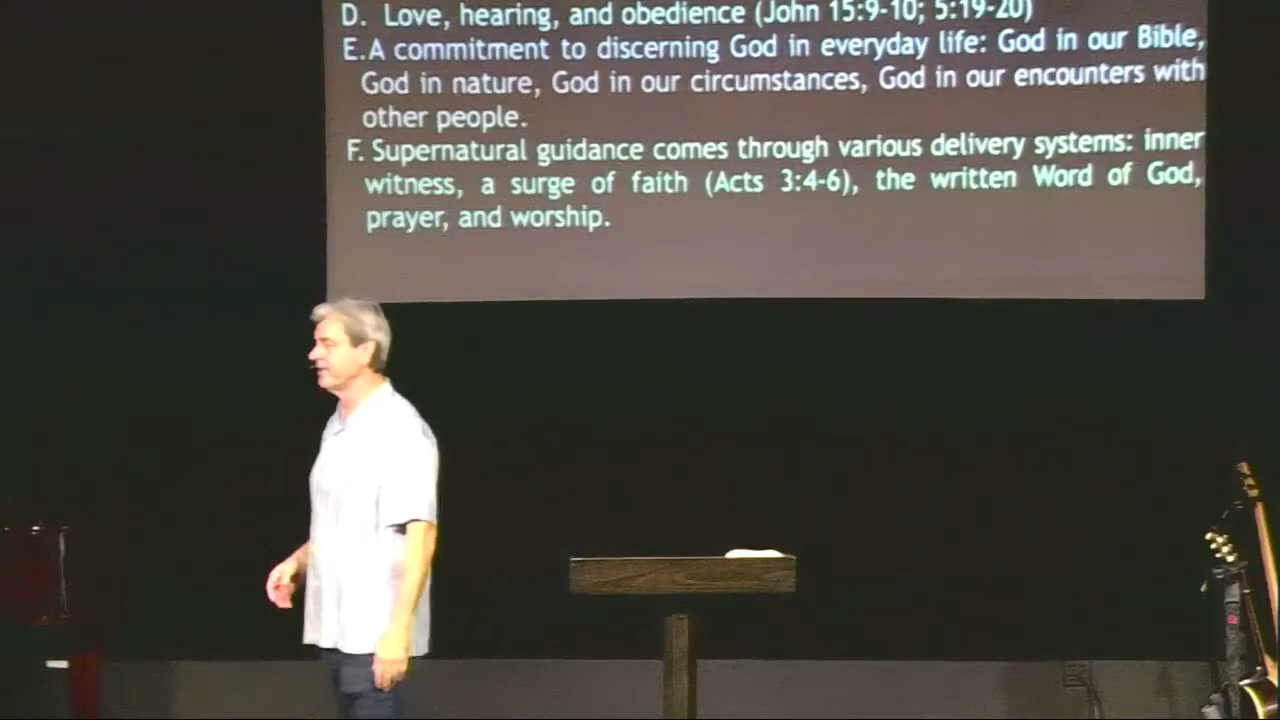 D. Love, hearing, and obedience (John 15:9-10; 5:19-20)
E.A commitment to discerning God in everyday life: God in our Bible,
God in nature, God in our circumstances, God in our encounters with
other people.
F. Supernatural guidance comes through various delivery systems: inner
witness, a surge of faith (Acts 3:4-6), the written Word of God,
prayer, and worship.